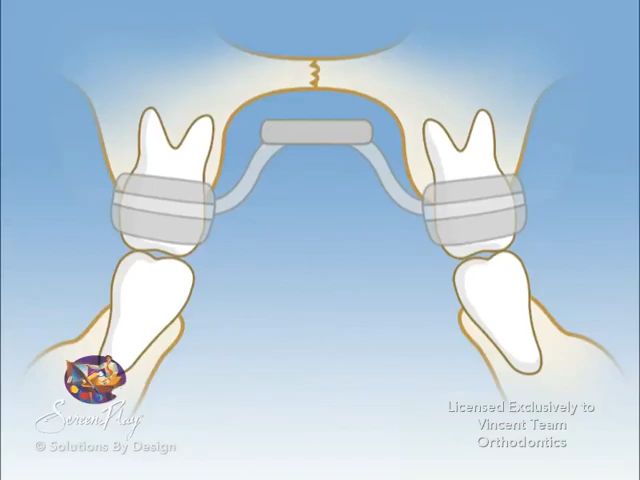 ScreenPlay
© Solutions By Design
Licensed Exclusively to
Vincent Team
Orthodontics